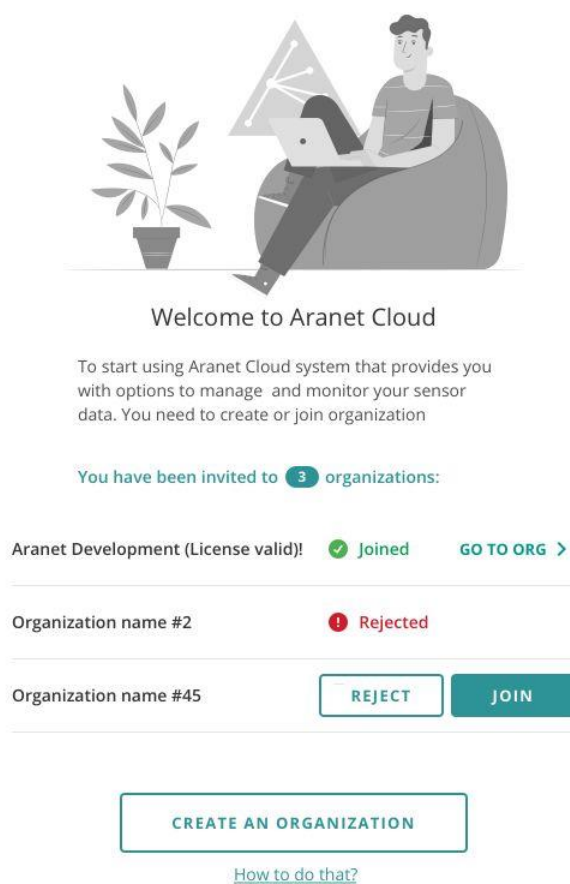 Welcome to Aranet Cloud
To start using Aranet Cloud system that provides you
with options to manage and monitor your sensor
data. You need to create or join organization
You have been invited to 3 organizations:
Aranet Development (License valid)! Joined GO TO ORG
Organization name #2 Rejected
Organization name #45 REJECT JOIN
CREATE AN ORGANIZATION
How to do that?